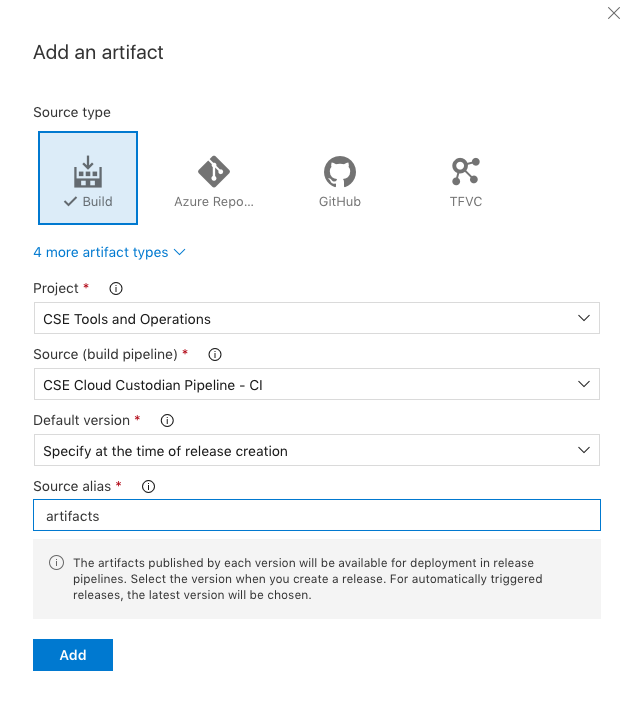 Add an artifact
Source type
Build
Azure Repo...
GitHub
TFVC
4 more artifact types
Project *
CSE Tools and Operations
Source (build pipeline) *
CSE Cloud Custodian Pipeline - CI
Default version *
Specify at the time of release creation
Source alias *
artifacts
The artifacts published by each version will be available for deployment in release
pipelines. Select the version when you create a release. For automatically triggered
releases, the latest version will be chosen.
Add